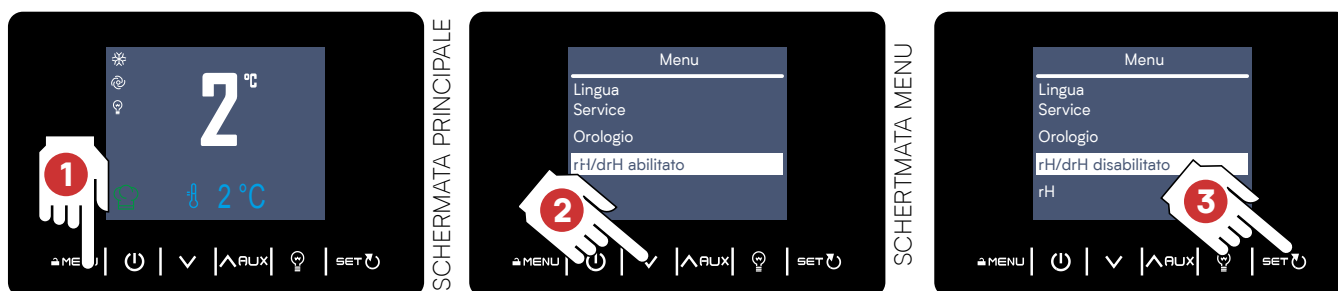 2°C
2 °C
1
MENU
AUX
SET
SCHERMATA PRINCIPALE
Menu
Lingua
Service
Orologio
rH/drH abilitato
2
MENU
AUX
SET
SCHERTMATA MENU
Menu
Lingua
Service
Orologio
rH/drH disabilitato
rH
3
MENU
AUX
SET